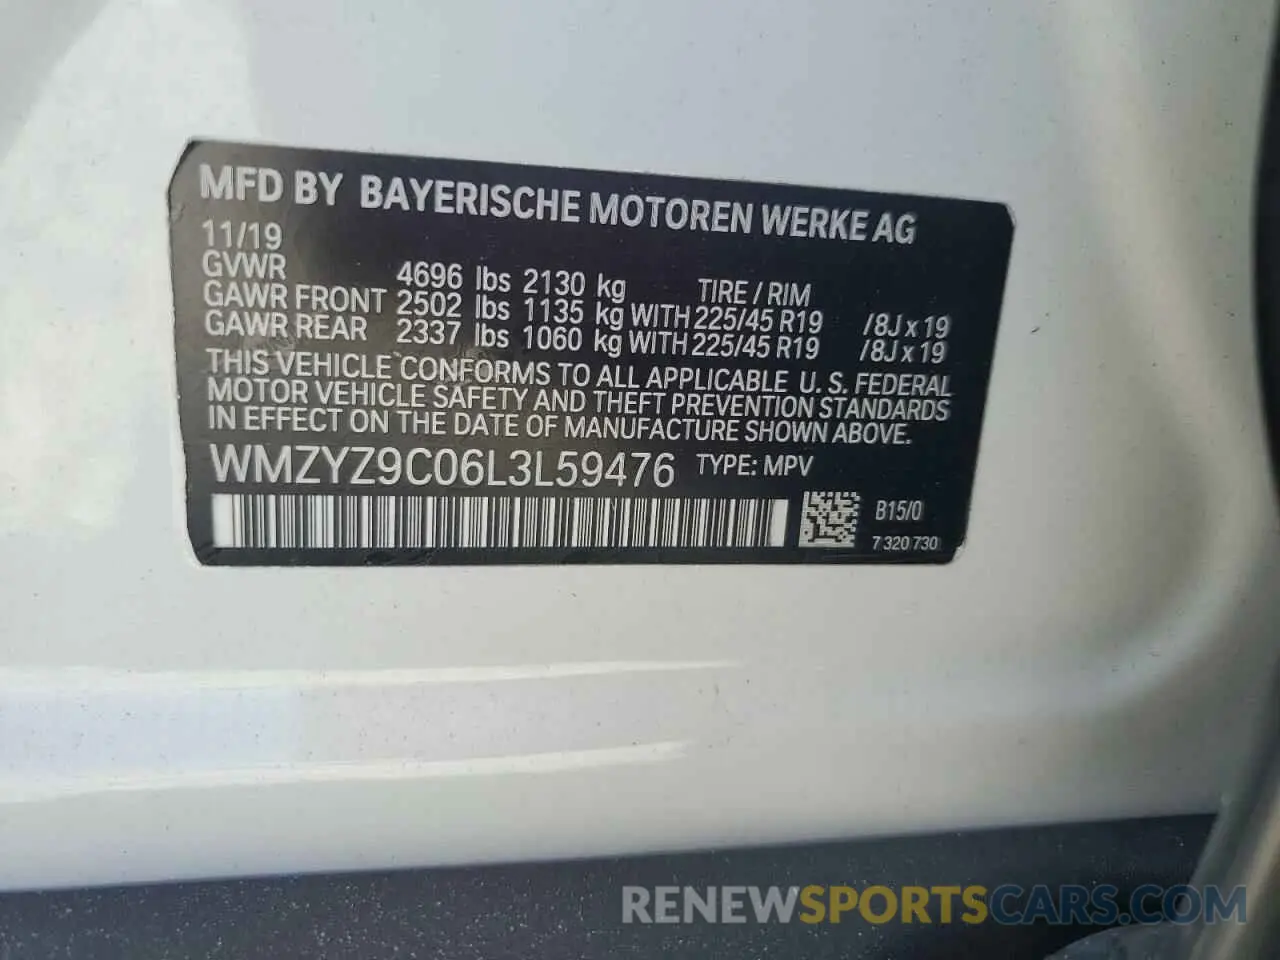 MFD BY BAYERISCHE MOTOREN WERKE AG
11/19
GVWR 4696 lbs 2130 kg TIRE / RIM
GAWR FRONT 2502 lbs 1135 kg WITH 225/45 R19 /8J x 19
GAWR REAR 2337 lbs 1060 kg WITH 225/45 R19 /8J x 19
THIS VEHICLE CONFORMS TO ALL APPLICABLE U. S. FEDERAL
MOTOR VEHICLE SAFETY AND THEFT PREVENTION STANDARDS
IN EFFECT ON THE DATE OF MANUFACTURE SHOWN ABOVE.
WMZYZ9C06L3L59476 TYPE: MPV
B15/0
7 320 730
RENEWSPORTSCARS.COM